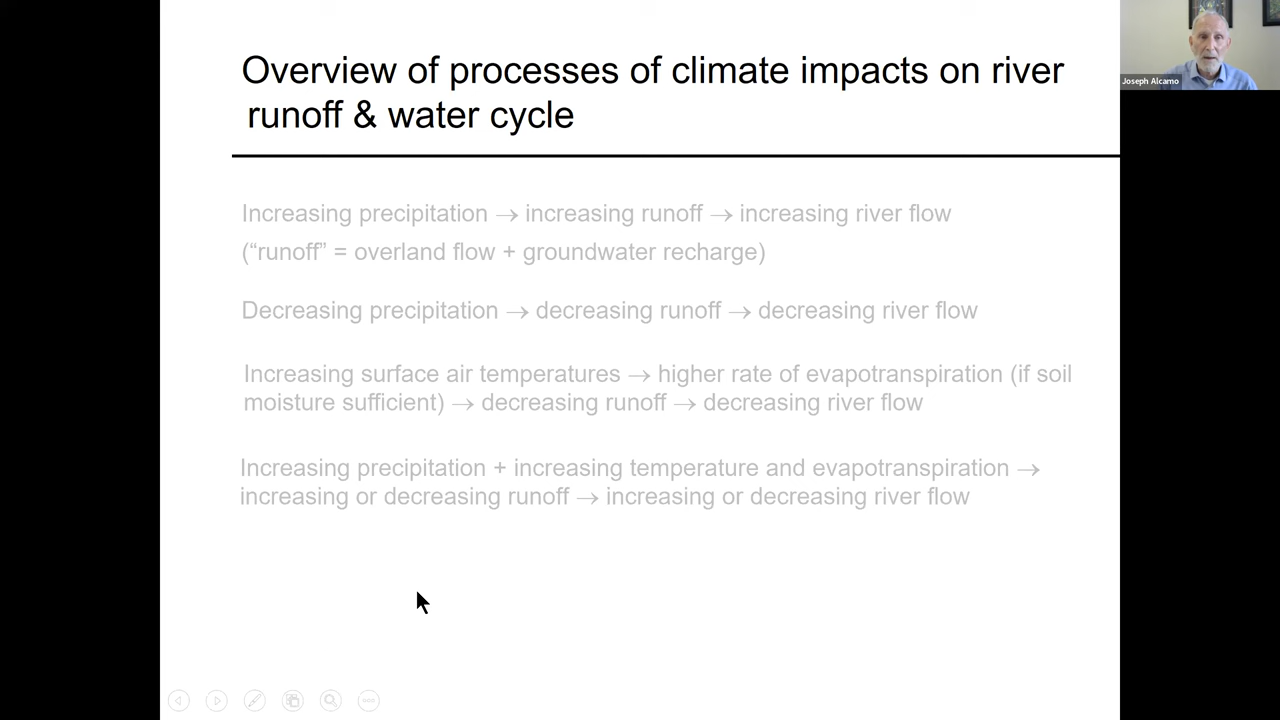 Overview of processes of climate impacts on river
runoff & water cycle
Joseph Alcamo
Increasing precipitation → increasing runoff → increasing river flow
(“runoff” = overland flow + groundwater recharge)
Decreasing precipitation → decreasing runoff → decreasing river flow
Increasing surface air temperatures → higher rate of evapotranspiration (if soil
moisture sufficient) → decreasing runoff → decreasing river flow
Increasing precipitation + increasing temperature and evapotranspiration →
increasing or decreasing runoff → increasing or decreasing river flow